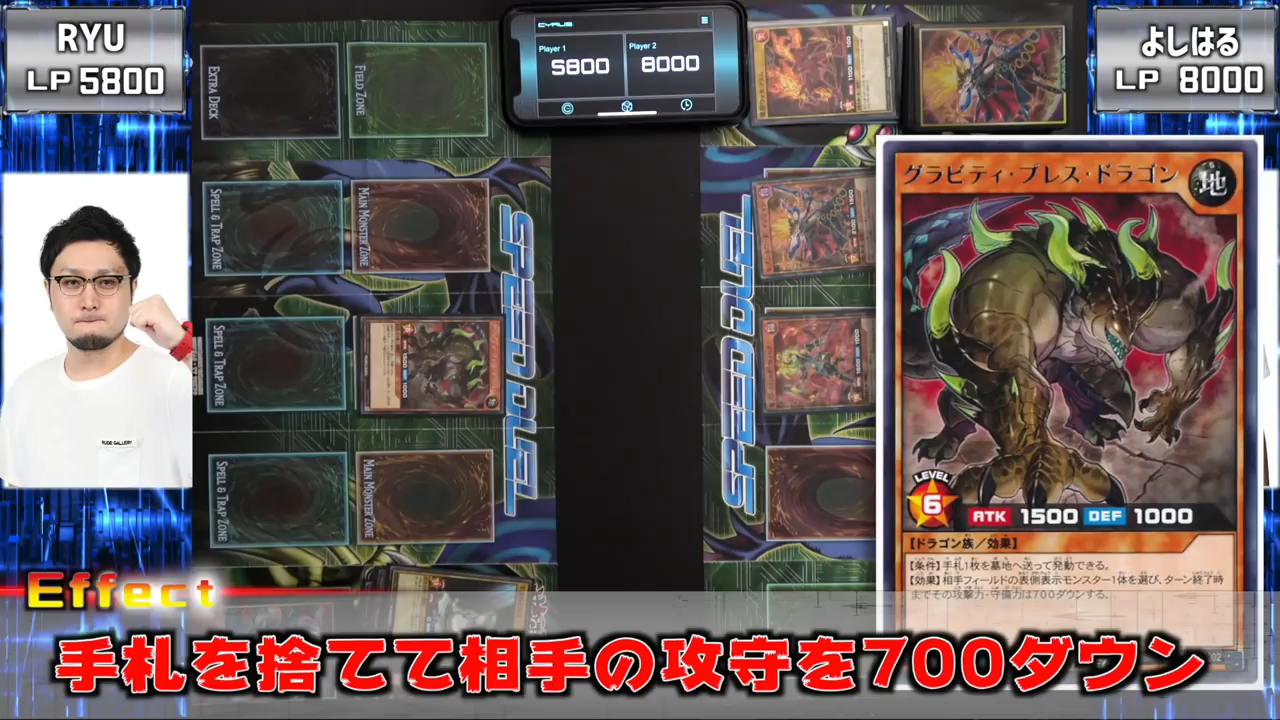 RYU
LP 5800
よしはる
LP 8000
CYRUS
Player 1
5800
Player 2
8000
EXTRA DECK
FIELD ZONE
SPELL & TRAP ZONE
MAIN MONSTER ZONE
SPELL & TRAP ZONE
SPELL & TRAP ZONE
MAIN MONSTER ZONE
SPEED DUEL
SPEED DUEL
RUDE GALLERY
グラビティ・プレス・ドラゴン
地
LEVEL
6
ATK 1500 DEF 1000
【ドラゴン族／効果】
【条件】手札1枚を墓地へ送って発動できる。
【効果】相手フィールドの表側表示モンスター1体を選び、ターン終了時
までその攻撃力・守備力は700ダウンする。
Effect
手札を捨てて相手の攻守を700ダウン